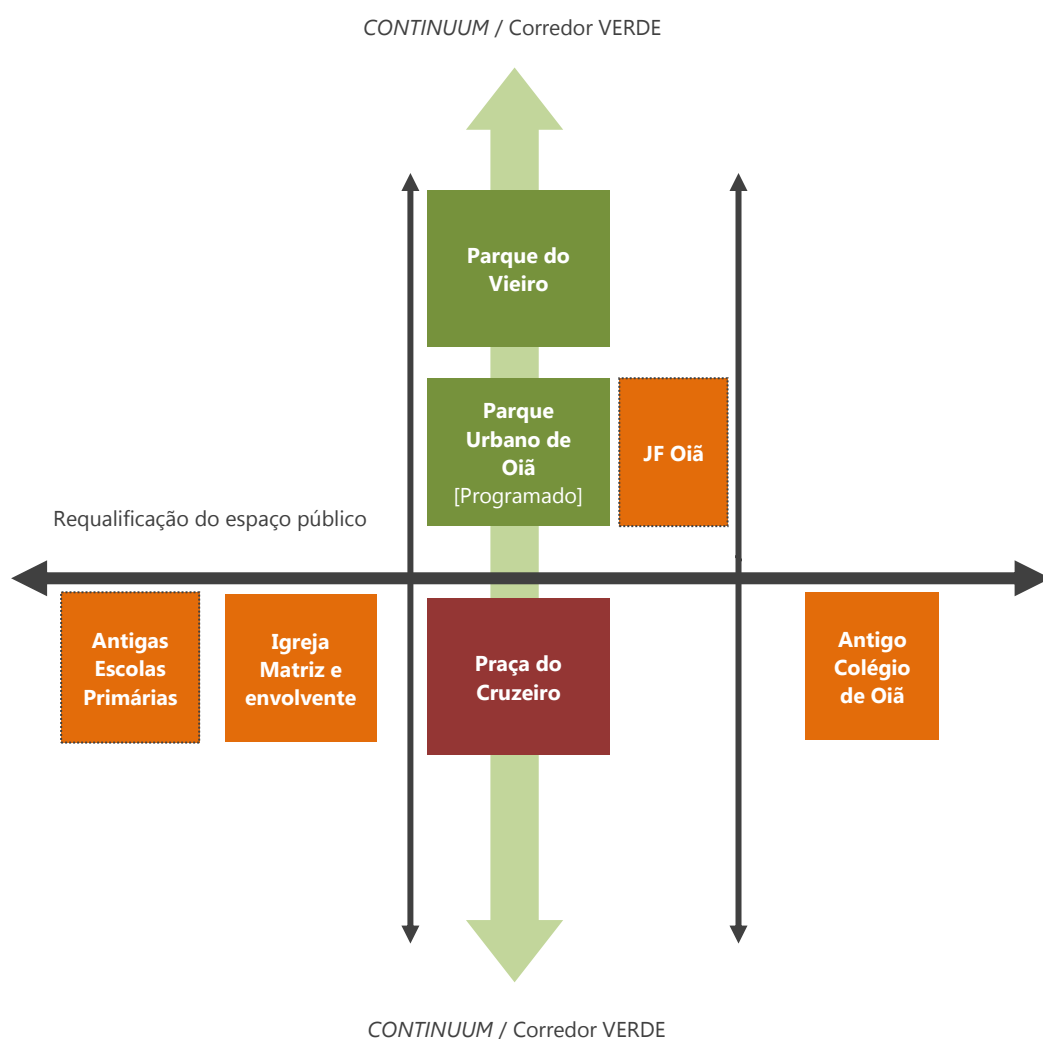 CONTINUUM / Corredor VERDE
Parque do
Vieiro
Parque
Urbano de
Oiã
[Programado]
JF Oiã
Requalificação do espaço público
Antigas
Escolas
Primárias
Igreja
Matriz e
envolvente
Praça do
Cruzeiro
Antigo
Colégio
de Oiã
CONTINUUM / Corredor VERDE